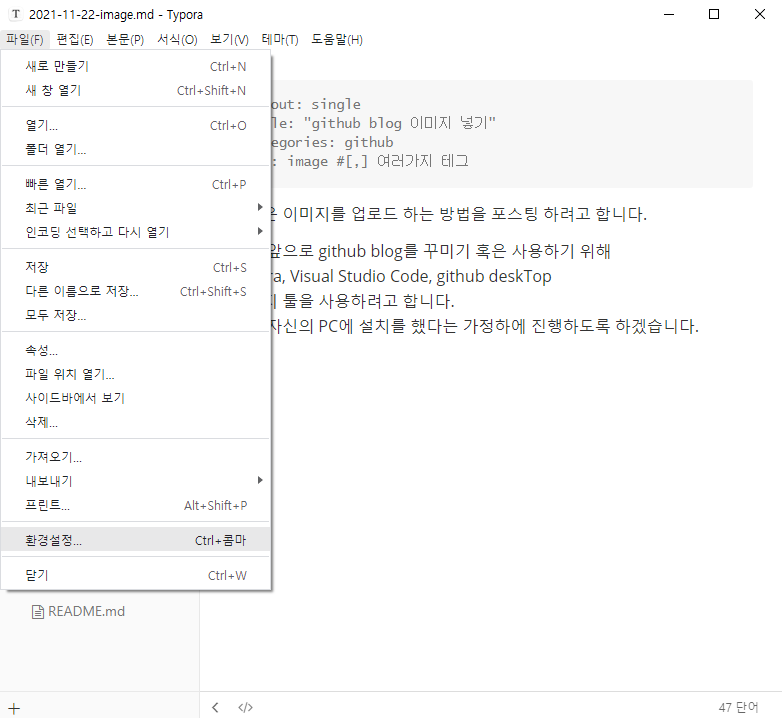 T 2021-11-22-image.md - Typora
파일(F) 편집(E) 본문(P) 서식(O) 보기(V) 테마(T) 도움말(H)
새로 만들기 Ctrl+N
새 창 열기 Ctrl+Shift+N
열기... Ctrl+O
폴더 열기...
빠른 열기... Ctrl+P
최근 파일
인코딩 선택하고 다시 열기
저장 Ctrl+S
다른 이름으로 저장... Ctrl+Shift+S
모두 저장...
속성...
파일 위치 열기...
사이드바에서 보기
삭제...
가져오기...
내보내기
프린트... Alt+Shift+P
환경설정... Ctrl+콤마
닫기 Ctrl+W
out: single
le: "github blog 이미지 넣기"
egories: github
: image #[,] 여러가지 테그
이미지를 업로드 하는 방법을 포스팅 하려고 합니다.
앞으로 github blog를 꾸미기 혹은 사용하기 위해
ra, Visual Studio Code, github deskTop
툴을 사용하려고 합니다.
자신의 PC에 설치를 했다는 가정하에 진행하도록 하겠습니다.
README.md
47 단어